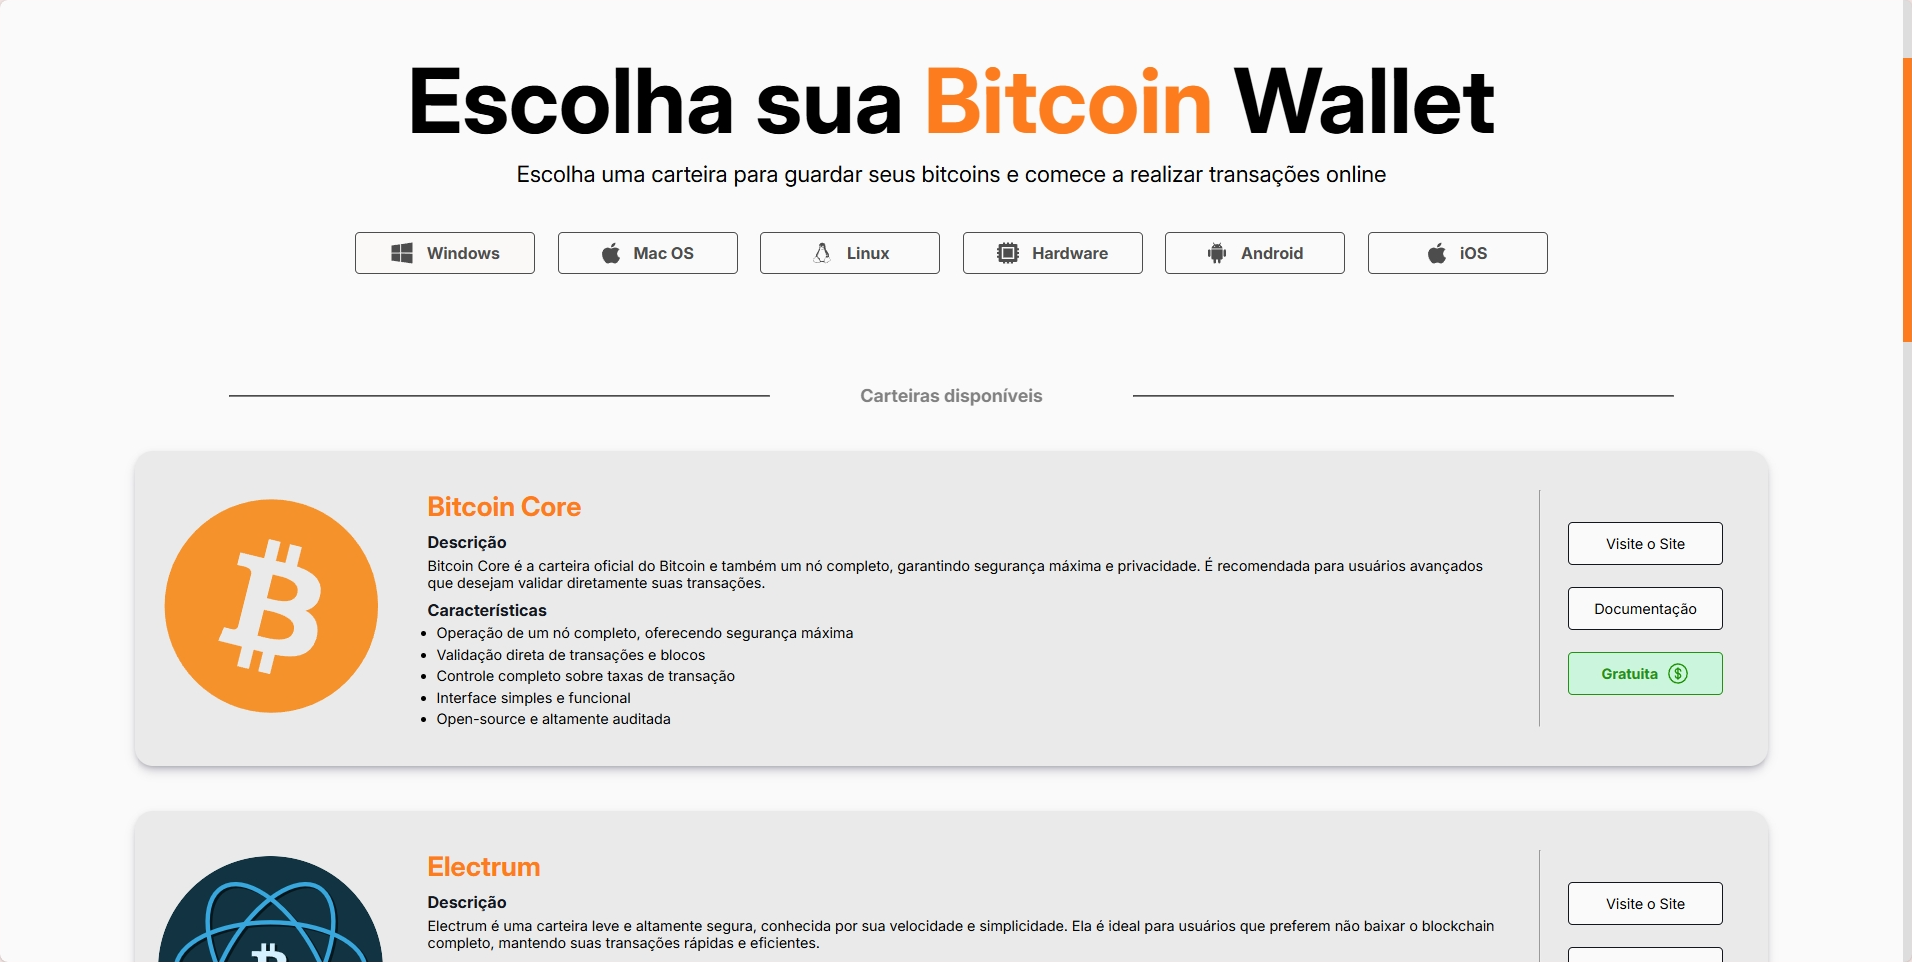 Escolha sua Bitcoin Wallet
Escolha uma carteira para guardar seus bitcoins e comece a realizar transações online
Windows
Mac OS
Linux
Hardware
Android
iOS
Carteiras disponíveis
Bitcoin Core
Descrição
Bitcoin Core é a carteira oficial do Bitcoin e também um nó completo, garantindo segurança máxima e privacidade. É recomendada para usuários avançados
que desejam validar diretamente suas transações.
Características
• Operação de um nó completo, oferecendo segurança máxima
• Validação direta de transações e blocos
• Controle completo sobre taxas de transação
• Interface simples e funcional
• Open-source e altamente auditada
Visite o Site
Documentação
Gratuita
Electrum
Descrição
Electrum é uma carteira leve e altamente segura, conhecida por sua velocidade e simplicidade. Ela é ideal para usuários que preferem não baixar o blockchain
completo, mantendo suas transações rápidas e eficientes.
Visite o Site